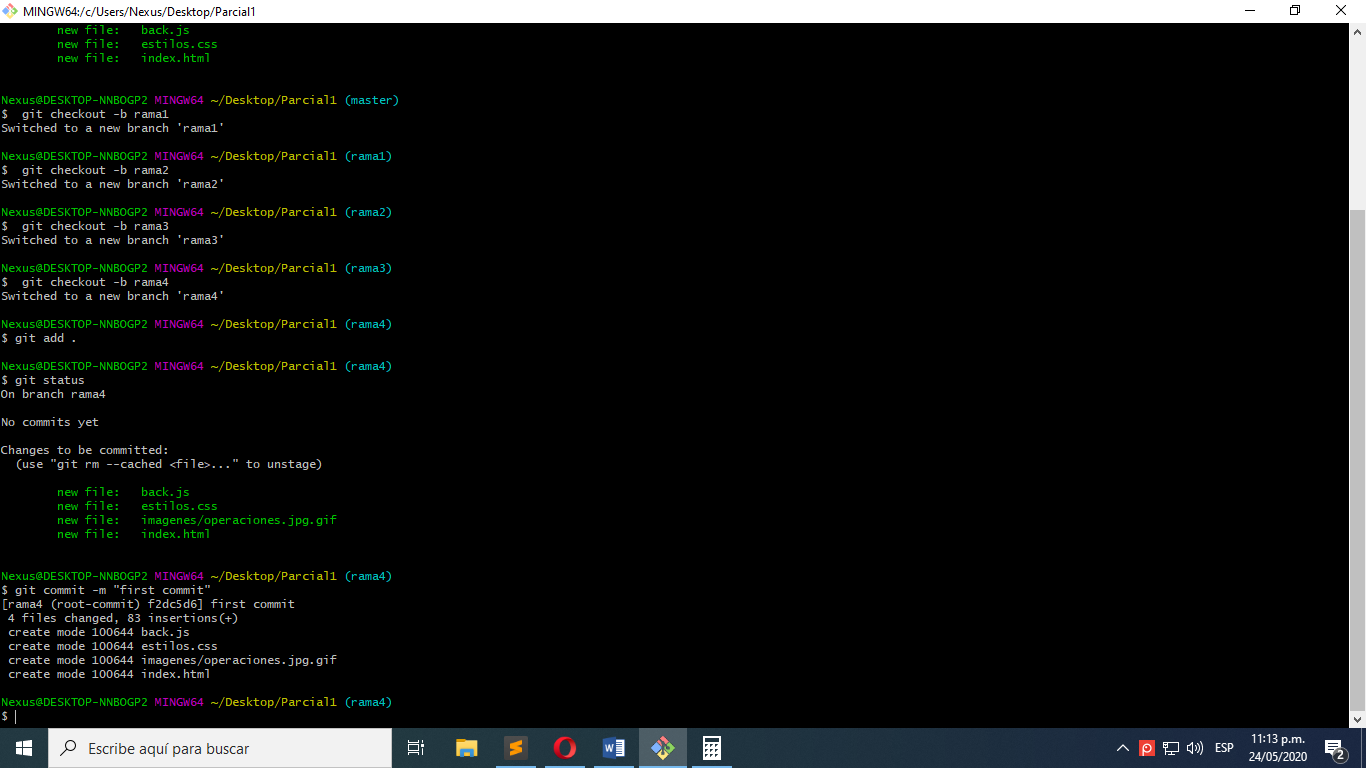 MINGW64:/c/Users/Nexus/Desktop/Parcial1
new file:   back.js
new file:   estilos.css
new file:   index.html
Nexus@DESKTOP-NNBOGP2 MINGW64 ~/Desktop/Parcial1 (master)
$  git checkout -b rama1
Switched to a new branch 'rama1'
Nexus@DESKTOP-NNBOGP2 MINGW64 ~/Desktop/Parcial1 (rama1)
$  git checkout -b rama2
Switched to a new branch 'rama2'
Nexus@DESKTOP-NNBOGP2 MINGW64 ~/Desktop/Parcial1 (rama2)
$  git checkout -b rama3
Switched to a new branch 'rama3'
Nexus@DESKTOP-NNBOGP2 MINGW64 ~/Desktop/Parcial1 (rama3)
$  git checkout -b rama4
Switched to a new branch 'rama4'
Nexus@DESKTOP-NNBOGP2 MINGW64 ~/Desktop/Parcial1 (rama4)
$ git add .
Nexus@DESKTOP-NNBOGP2 MINGW64 ~/Desktop/Parcial1 (rama4)
$ git status
On branch rama4
No commits yet
Changes to be committed:
(use "git rm --cached <file>..." to unstage)
new file:   back.js
new file:   estilos.css
new file:   imagenes/operaciones.jpg.gif
new file:   index.html
Nexus@DESKTOP-NNBOGP2 MINGW64 ~/Desktop/Parcial1 (rama4)
$ git commit -m "first commit"
[rama4 (root-commit) f2dc5d6] first commit
4 files changed, 83 insertions(+)
create mode 100644 back.js
create mode 100644 estilos.css
create mode 100644 imagenes/operaciones.jpg.gif
create mode 100644 index.html
Nexus@DESKTOP-NNBOGP2 MINGW64 ~/Desktop/Parcial1 (rama4)
$
Escribe aquí para buscar
ESP
11:13 p.m.
24/05/2020
2